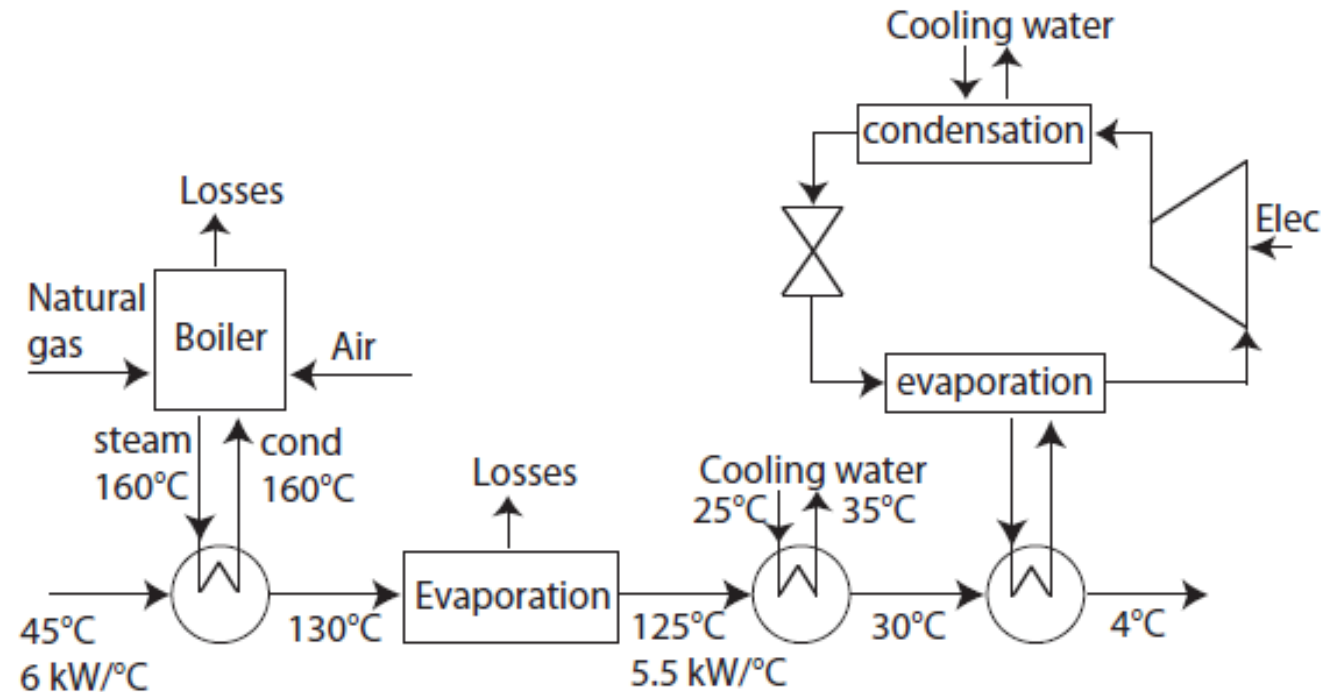 Cooling water
condensation
Losses
Elec
Natural
gas
Boiler
Air
evaporation
steam
160°C
cond
160°C
Losses
Cooling water
25°C
35°C
Evaporation
45°C
6 kW/°C
130°C
125°C
5.5 kW/°C
30°C
4°C